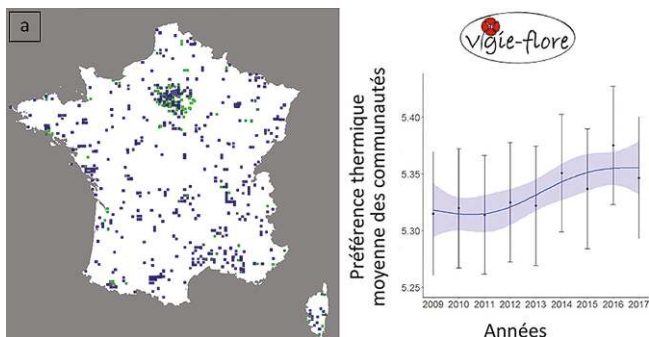 a
vigie-flore
Préférence thermique
moyenne des communautés
5.40
5.35
5.30
5.25
2009 2010 2011 2012 2013 2014 2015 2016 2017
Années